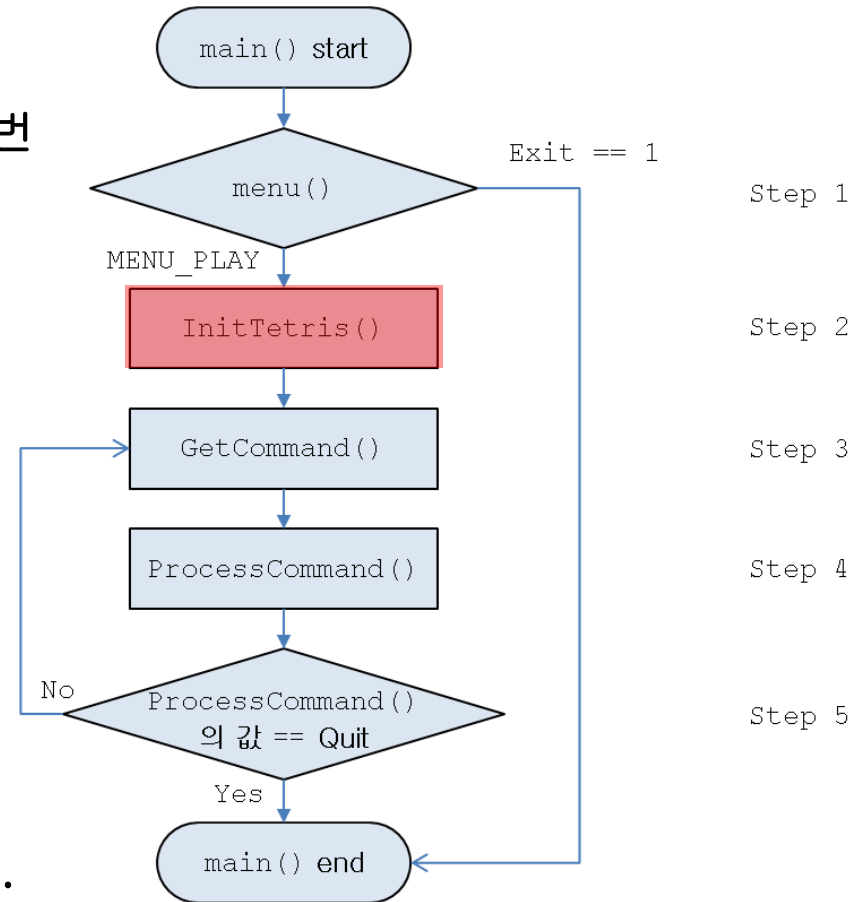 main() start
번
Exit == 1
menu()
Step 1
MENU_PLAY
InitTetris()
Step 2
GetCommand()
Step 3
ProcessCommand()
Step 4
No
ProcessCommand()
의 값 == Quit
Step 5
Yes
main() end
.